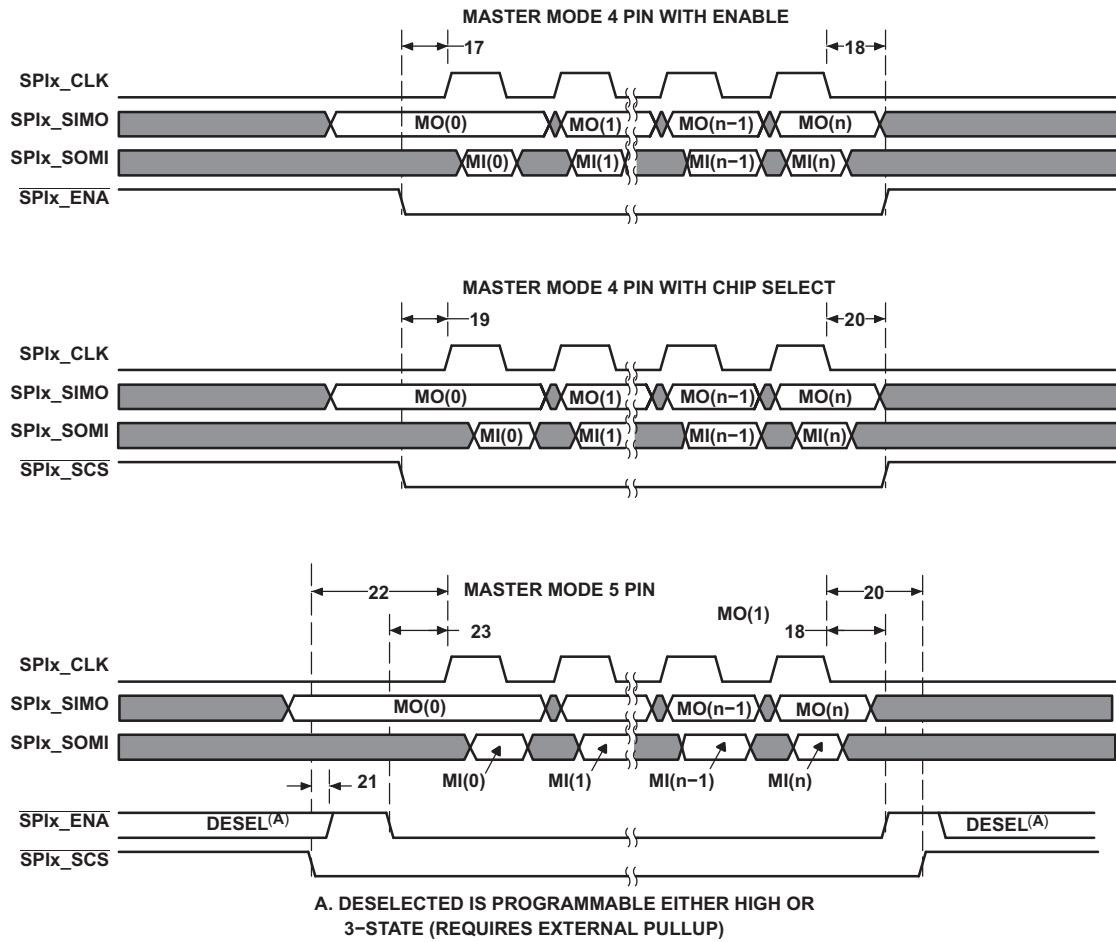 MASTER MODE 4 PIN WITH ENABLE
17
18
SPIx_CLK
SPIx_SIMO
MO(0)
MO(1)
MO(n−1)
MO(n)
SPIx_SOMI
MI(0)
MI(1)
MI(n−1)
MI(n)
SPIx_ENA
MASTER MODE 4 PIN WITH CHIP SELECT
19
20
SPIx_CLK
SPIx_SIMO
MO(0)
MO(1)
MO(n−1)
MO(n)
SPIx_SOMI
MI(0)
MI(1)
MI(n−1)
MI(n)
SPIx_SCS
22
MASTER MODE 5 PIN
20
MO(1)
23
18
SPIx_CLK
SPIx_SIMO
MO(0)
MO(n−1)
MO(n)
SPIx_SOMI
21
MI(0)
MI(1)
MI(n−1)
MI(n)
SPIx_ENA
DESEL(A)
DESEL(A)
SPIx_SCS
A. DESELECTED IS PROGRAMMABLE EITHER HIGH OR
3−STATE (REQUIRES EXTERNAL PULLUP)